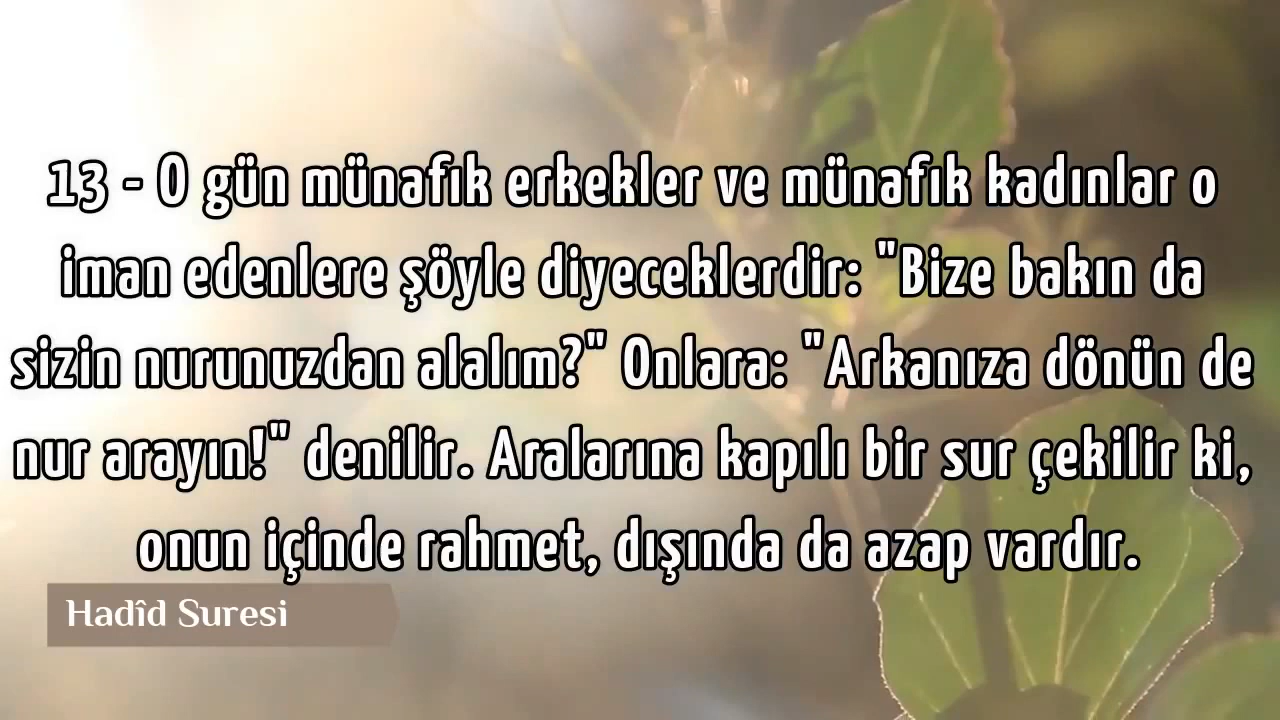 13 - O gün münafık erkekler ve münafık kadınlar o
iman edenlere şöyle diyeceklerdir: "Bize bakın da
sizin nurunuzdan alalım?" Onlara: "Arkanıza dönün de
nur arayın!" denilir. Aralarına kapılı bir sur çekilir ki,
onun içinde rahmet, dışında da azap vardır.
Hadîd Suresi